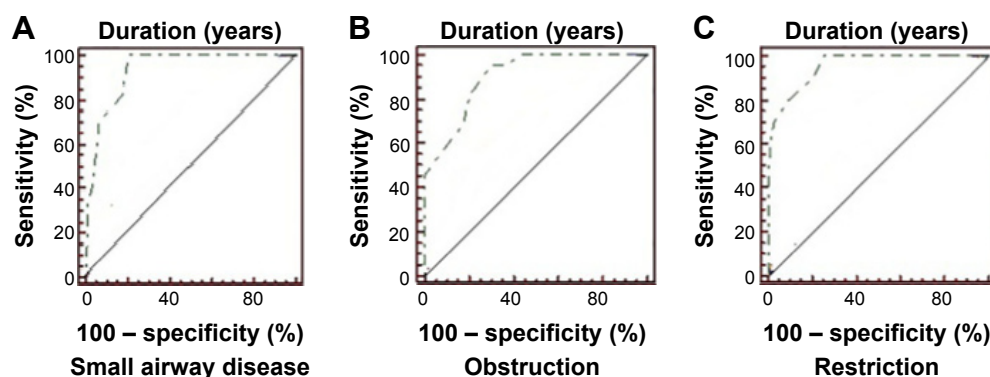 A Duration (years)
Sensitivity (%)
100
80
60
40
20
0
0 40 80
100 – specificity (%)
Small airway disease
B Duration (years)
Sensitivity (%)
100
80
60
40
20
0
0 40 80
100 – specificity (%)
Obstruction
C Duration (years)
Sensitivity (%)
100
80
60
40
20
0
0 40 80
100 – specificity (%)
Restriction